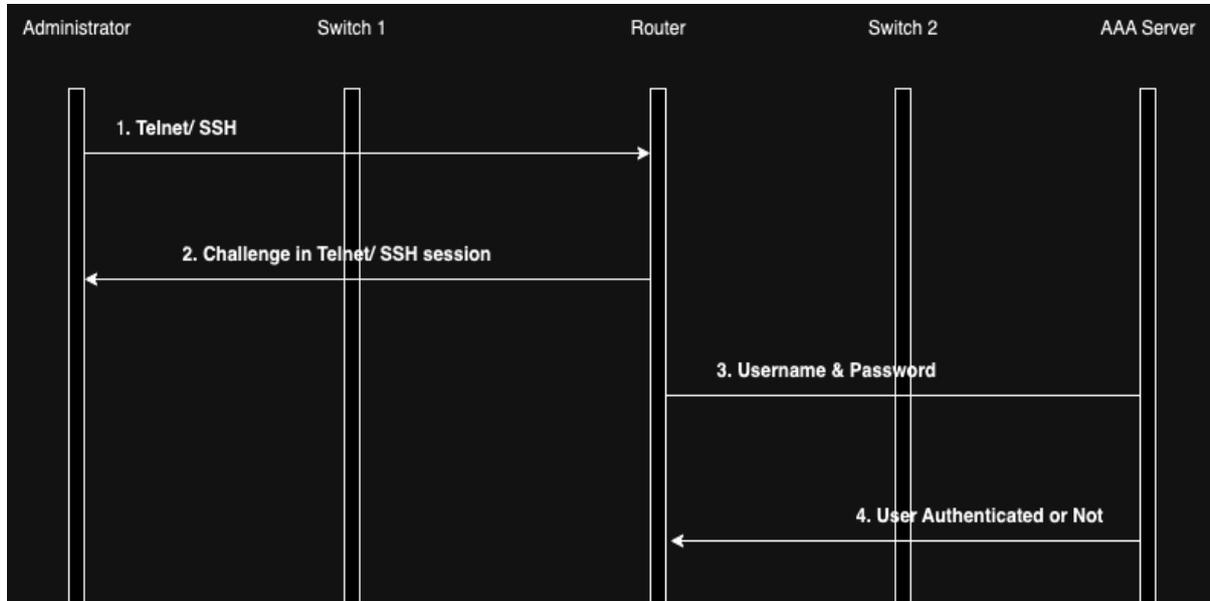 Administrator
Switch 1
Router
Switch 2
AAA Server
1. Telnet/ SSH
2. Challenge in Telnet/ SSH session
3. Username & Password
4. User Authenticated or Not